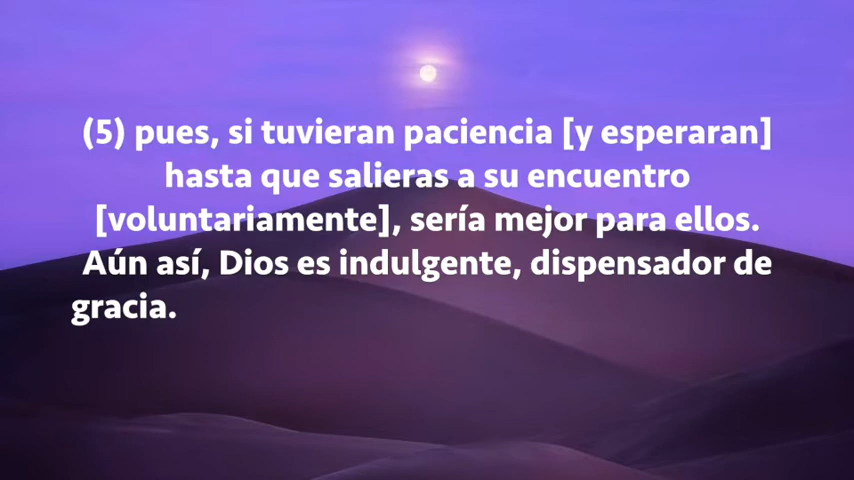 (5) pues, si tuvieran paciencia [y esperaran]
hasta que salieras a su encuentro
[voluntariamente], sería mejor para ellos.
Aún así, Dios es indulgente, dispensador de
gracia.